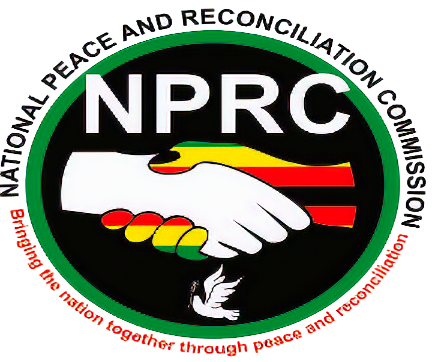 NATIONAL PEACE AND RECONCILIATION COMMISSION
NPRC
Bringing the nation together through peace and reconciliation